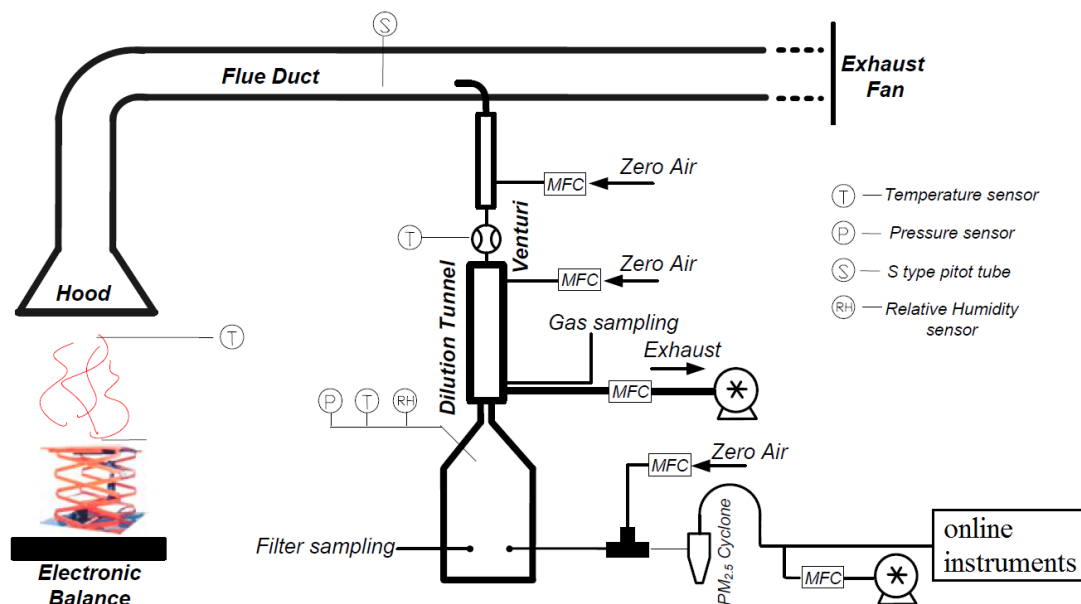 S
Flue Duct
Exhaust
Fan
Zero Air
MFC
T
Venturi
Zero Air
MFC
Dilution Tunnel
Gas sampling
Exhaust
MFC
Hood
T
P T RH
Zero Air
MFC
Filter sampling
PM2.5 Cyclone
MFC
online
instruments
Electronic
Balance
T Temperature sensor
P Pressure sensor
S S type pitot tube
RH Relative Humidity
sensor